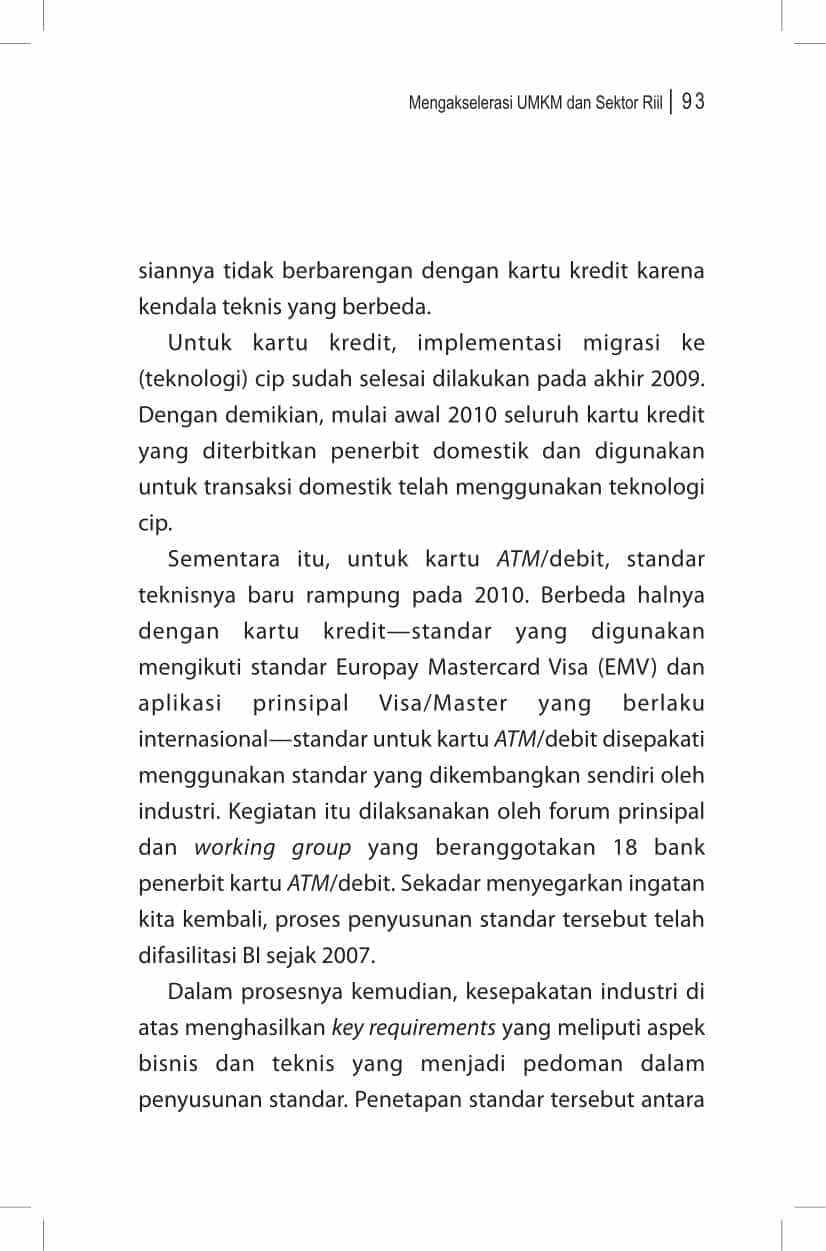 Mengakselerasi UMKM dan Sektor Riil | 93
siannya tidak berbarengan dengan kartu kredit karena
kendala teknis yang berbeda.
Untuk kartu kredit, implementasi migrasi ke
(teknologi) cip sudah selesai dilakukan pada akhir 2009.
Dengan demikian, mulai awal 2010 seluruh kartu kredit
yang diterbitkan penerbit domestik dan digunakan
untuk transaksi domestik telah menggunakan teknologi
cip.
Sementara itu, untuk kartu ATM/debit, standar
teknisnya baru rampung pada 2010. Berbeda halnya
dengan kartu kredit—standar yang digunakan
mengikuti standar Europay Mastercard Visa (EMV) dan
aplikasi prinsipal Visa/Master yang berlaku
internasional—standar untuk kartu ATM/debit disepakati
menggunakan standar yang dikembangkan sendiri oleh
industri. Kegiatan itu dilaksanakan oleh forum prinsipal
dan working group yang beranggotakan 18 bank
penerbit kartu ATM/debit. Sekadar menyegarkan ingatan
kita kembali, proses penyusunan standar tersebut telah
difasilitasi BI sejak 2007.
Dalam prosesnya kemudian, kesepakatan industri di
atas menghasilkan key requirements yang meliputi aspek
bisnis dan teknis yang menjadi pedoman dalam
penyusunan standar. Penetapan standar tersebut antara